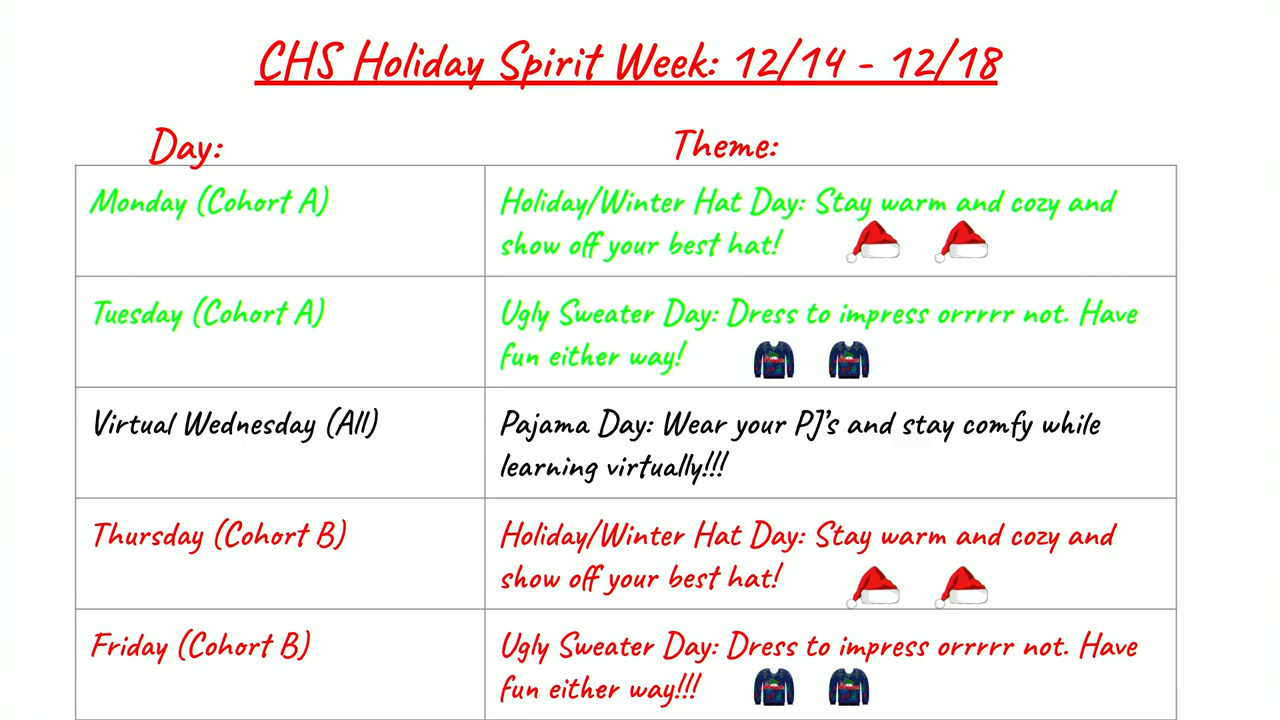 CHS Holiday Spirit Week: 12/14 - 12/18
Day:
Theme:
Monday (Cohort A)
Holiday/Winter Hat Day: Stay warm and cozy and
show off your best hat!
Tuesday (Cohort A)
Ugly Sweater Day: Dress to impress orrrrr not. Have
fun either way!
Virtual Wednesday (All)
Pajama Day: Wear your PJ's and stay comfy while
learning virtually!!!
Thursday (Cohort B)
Holiday/Winter Hat Day: Stay warm and cozy and
show off your best hat!
Friday (Cohort B)
Ugly Sweater Day: Dress to impress orrrrr not. Have
fun either way!!!